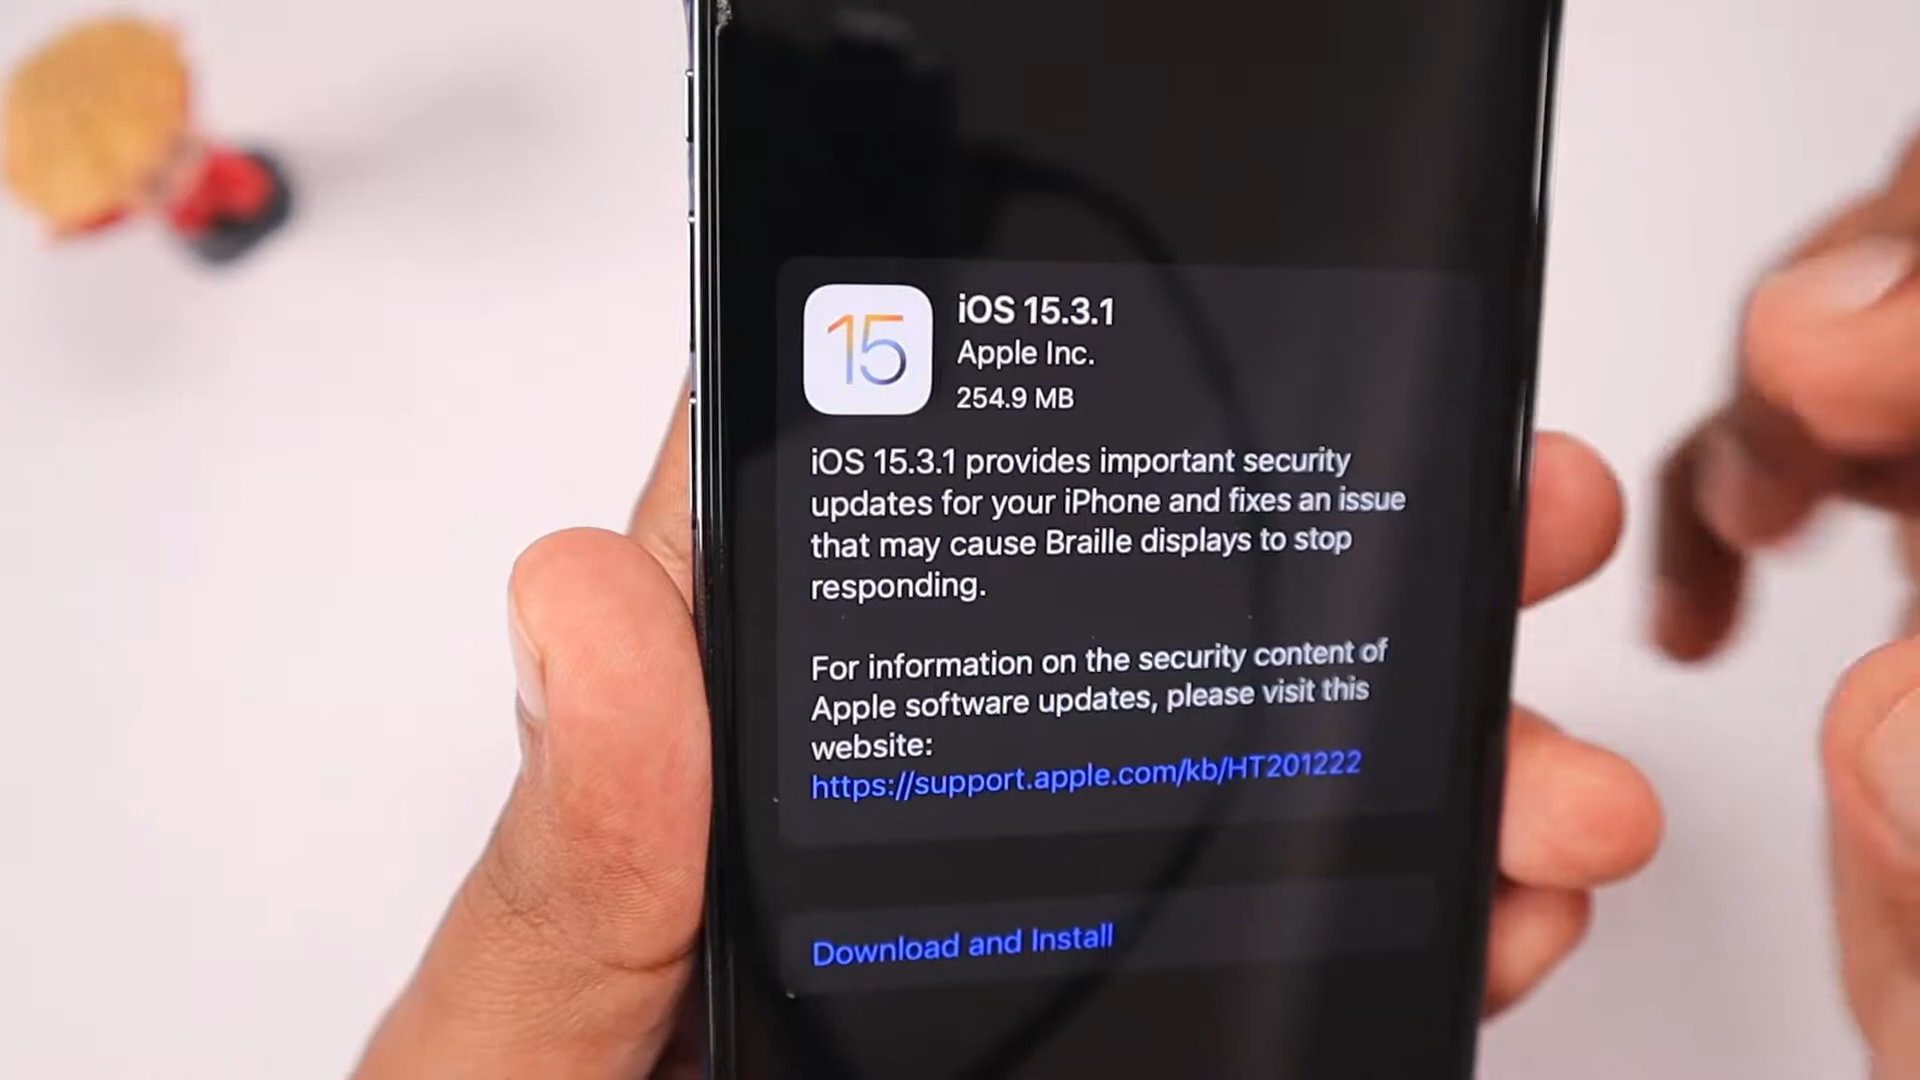 15
iOS 15.3.1
Apple Inc.
254.9 MB
iOS 15.3.1 provides important security
updates for your iPhone and fixes an issue
that may cause Braille displays to stop
responding.
For information on the security content of
Apple software updates, please visit this
website:
https://support.apple.com/kb/HT201222
Download and Install